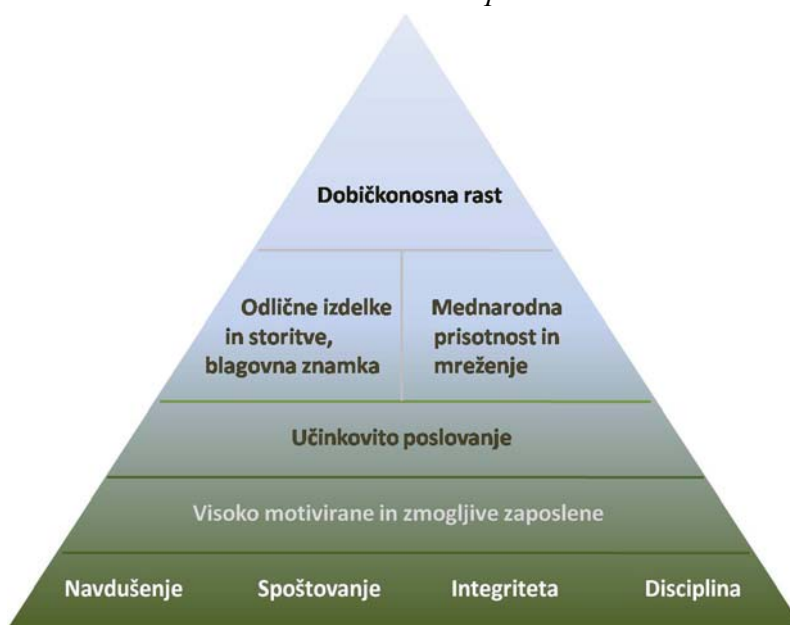 Dobičkonosna rast
Odlične izdelke
in storitve,
blagovna znamka
Mednarodna
prisotnost in
mreženje
Učinkovito poslovanje
Visoko motivirane in zmogljive zaposlene
Navdušenje Spoštovanje Integriteta Disciplina